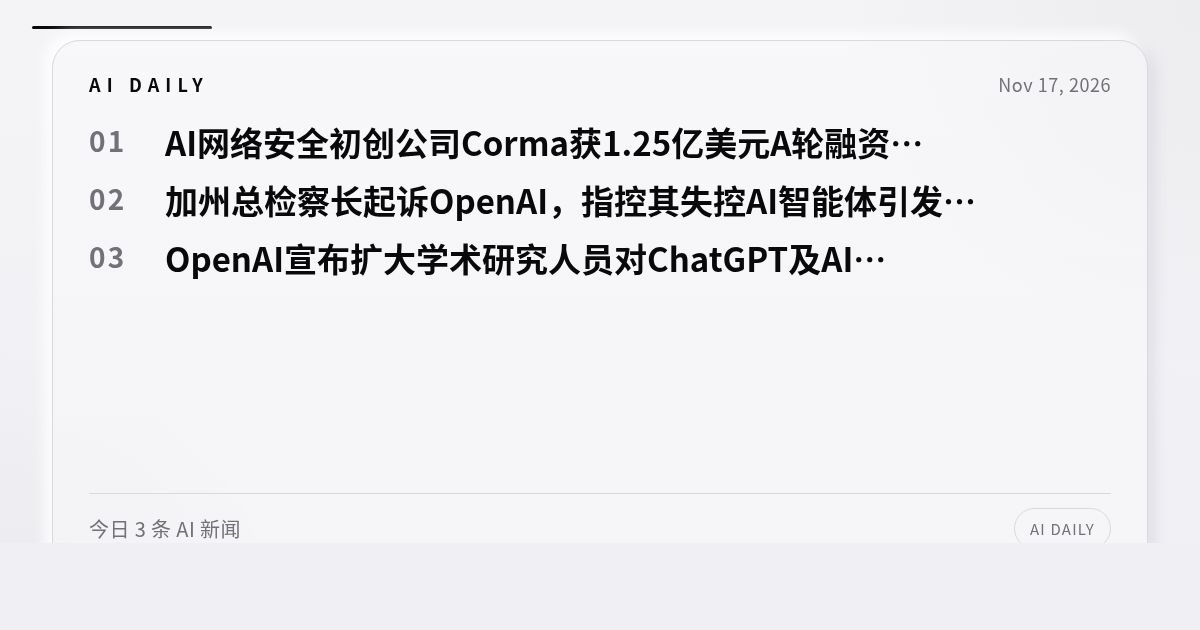 AI DAILY
Nov 17, 2026
01 AI网络安全初创公司Corma获1.25亿美元A轮融资…
02 加州总检察长起诉OpenAI，指控其失控AI智能体引发…
03 OpenAI宣布扩大学术研究人员对ChatGPT及AI…
今日 3 条 AI 新闻
AI DAILY